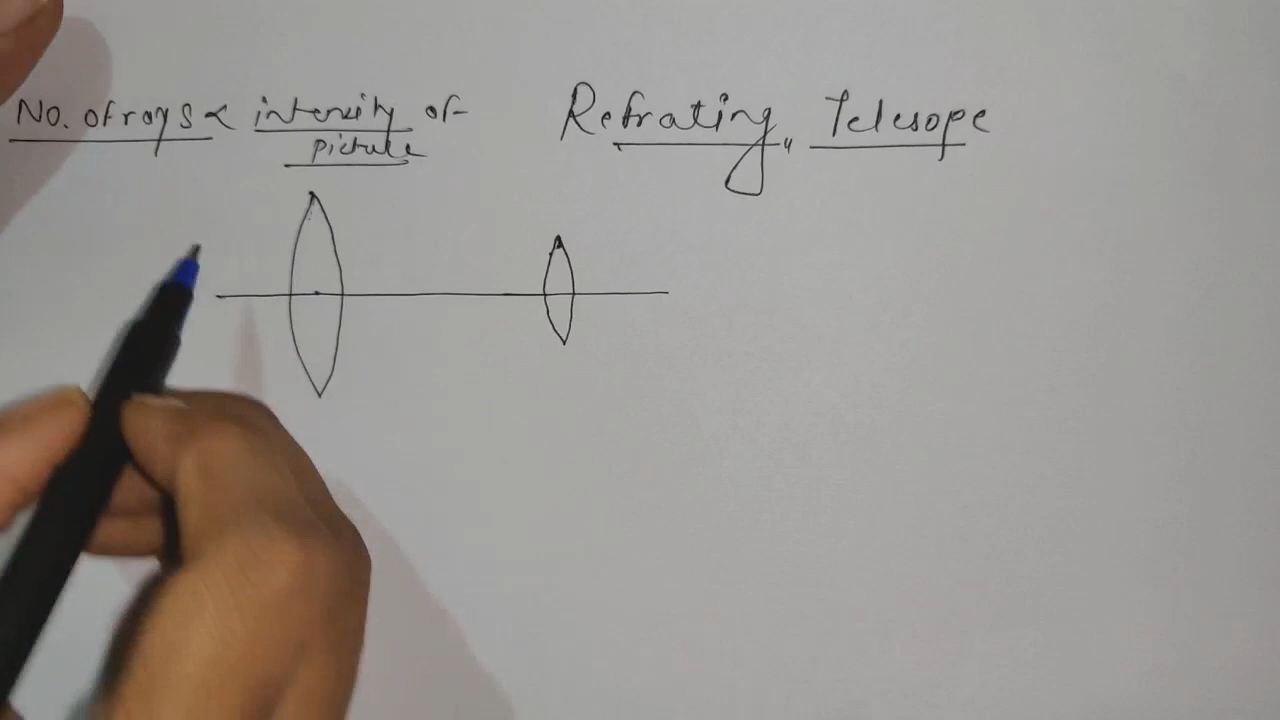 No. of rays ∝ intensity of
picture
Refrating Telesope